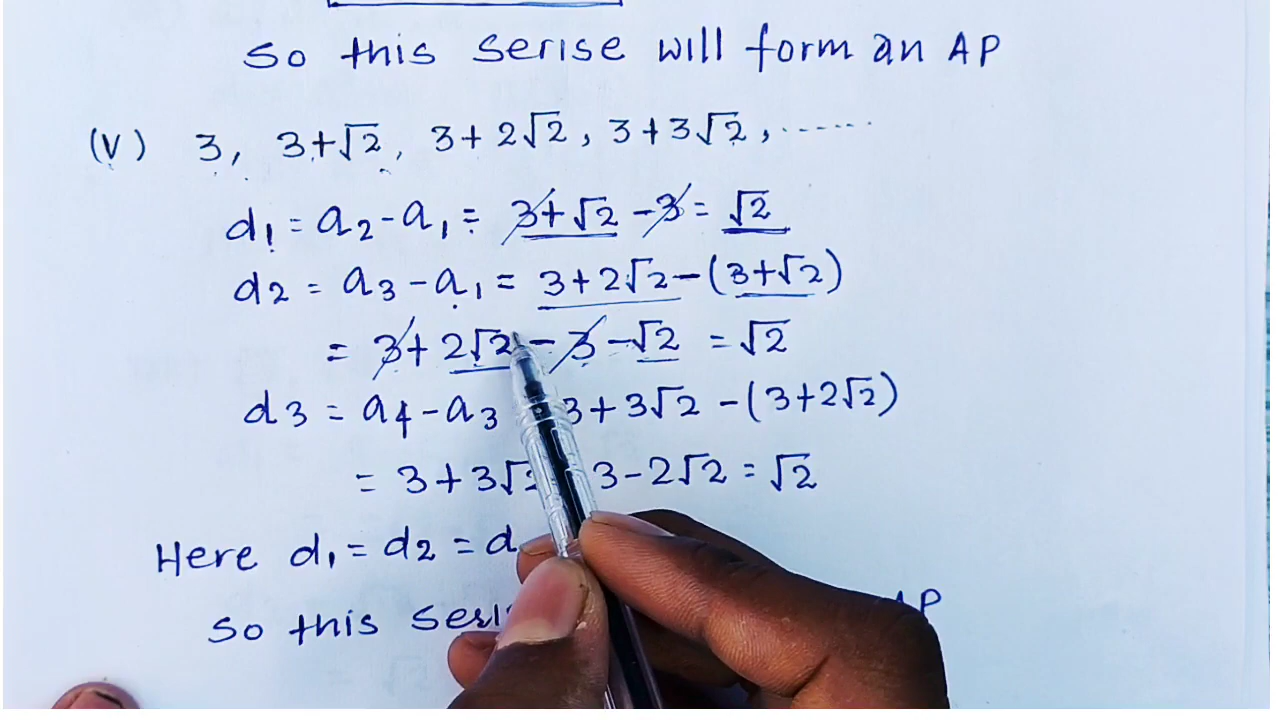 So this serise will form an AP
(V) 3, 3+√2, 3+2√2, 3+3√2, ......
d1 = a2-a1 = 3+√2 -3 = √2
d2 = a3-a1 = 3+2√2-(3+√2)
= 3+2√2-3-√2 = √2
d3 = a4-a3 3+3√2 -(3+2√2)
= 3+3√2 3-2√2 = √2
Here d1 = d2 = d
So this AP